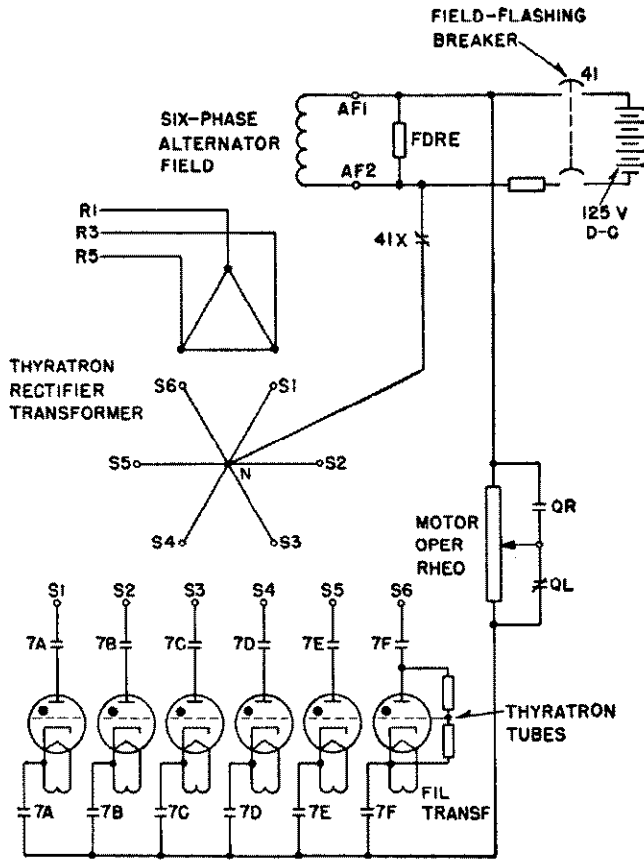 FIELD-FLASHING
BREAKER
41
SIX-PHASE
ALTERNATOR
FIELD
AF1
FDRE
AF2
125 V
D-C
41X
R1
R3
R5
THYRATRON
RECTIFIER
TRANSFORMER
S6
S1
S5
N
S2
S4
S3
MOTOR
OPER
RHEO
QR
QL
S1 S2 S3 S4 S5 S6
7A 7B 7C 7D 7E 7F
THYRATRON
TUBES
7A 7B 7C 7D 7E 7F
FIL
TRANSF